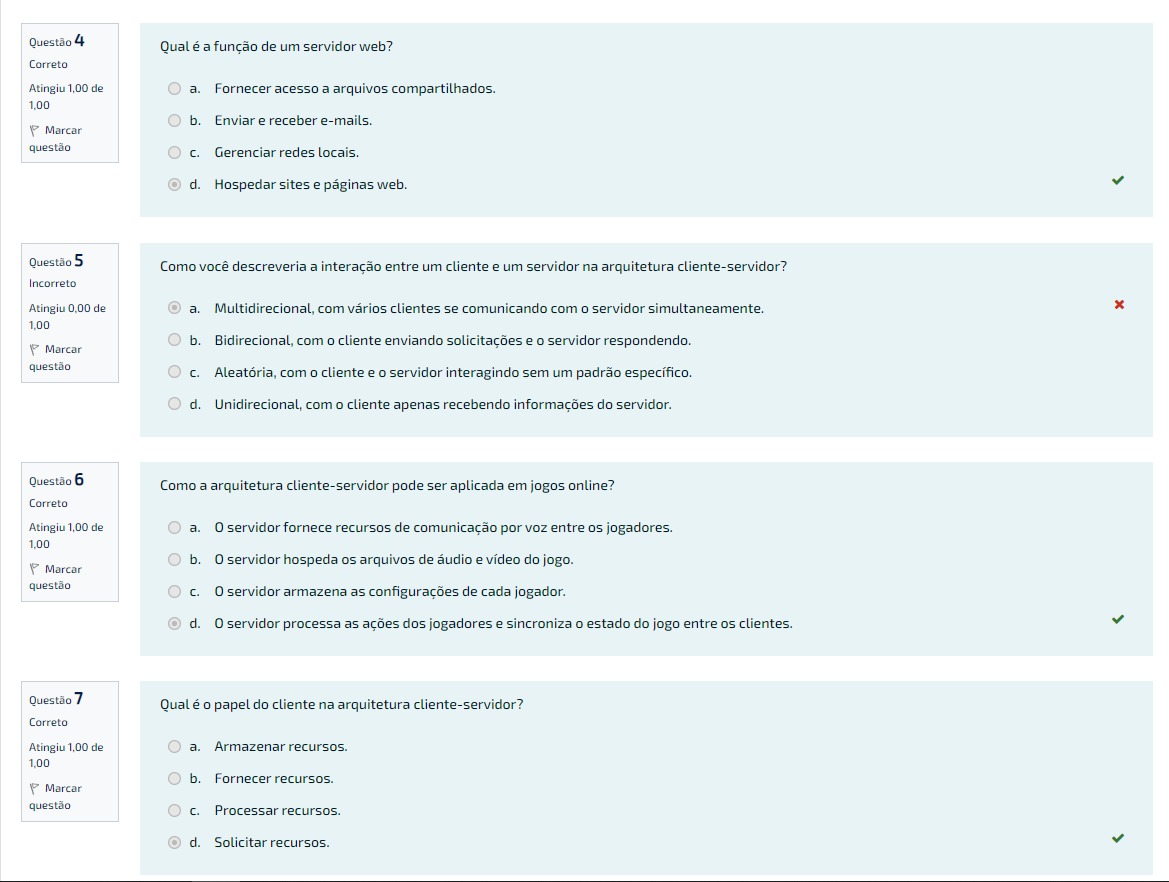 Questão 4
Correto
Atingiu 1,00 de
1,00
Marcar
questão
Qual é a função de um servidor web?
a. Fornecer acesso a arquivos compartilhados.
b. Enviar e receber e-mails.
c. Gerenciar redes locais.
d. Hospedar sites e páginas web.
Questão 5
Incorreto
Atingiu 0,00 de
1,00
Marcar
questão
Como você descreveria a interação entre um cliente e um servidor na arquitetura cliente-servidor?
a. Multidirecional, com vários clientes se comunicando com o servidor simultaneamente.
b. Bidirecional, com o cliente enviando solicitações e o servidor respondendo.
c. Aleatória, com o cliente e o servidor interagindo sem um padrão específico.
d. Unidirecional, com o cliente apenas recebendo informações do servidor.
Questão 6
Correto
Atingiu 1,00 de
1,00
Marcar
questão
Como a arquitetura cliente-servidor pode ser aplicada em jogos online?
a. O servidor fornece recursos de comunicação por voz entre os jogadores.
b. O servidor hospeda os arquivos de áudio e vídeo do jogo.
c. O servidor armazena as configurações de cada jogador.
d. O servidor processa as ações dos jogadores e sincroniza o estado do jogo entre os clientes.
Questão 7
Correto
Atingiu 1,00 de
1,00
Marcar
questão
Qual é o papel do cliente na arquitetura cliente-servidor?
a. Armazenar recursos.
b. Fornecer recursos.
c. Processar recursos.
d. Solicitar recursos.